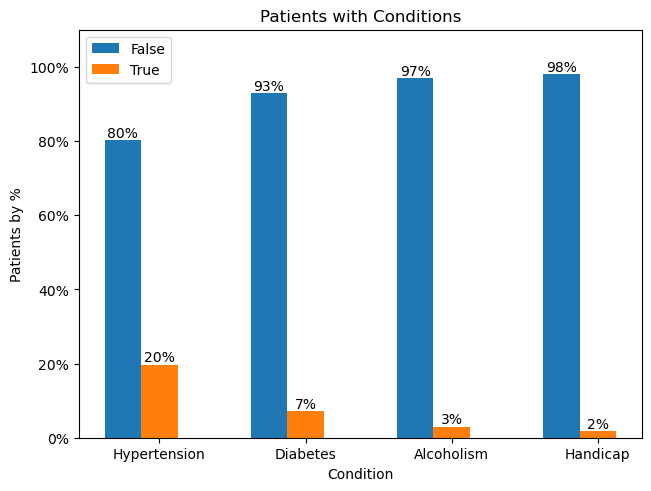 Patients with Conditions
False
True
Patients by %
100%
80%
60%
40%
20%
0%
80%
20%
93%
7%
97%
3%
98%
2%
Hypertension
Diabetes
Alcoholism
Handicap
Condition